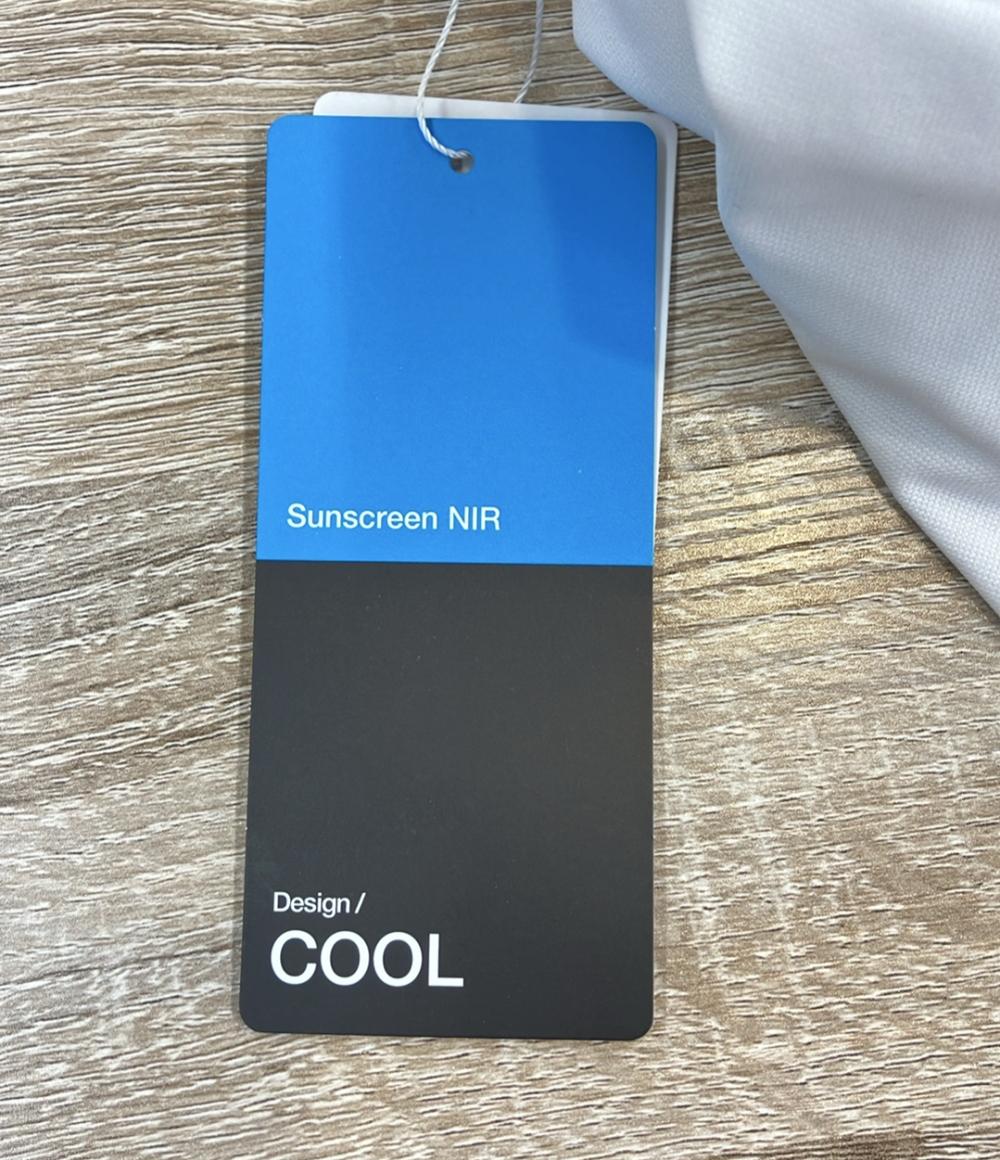 Sunscreen NIR
Design /
COOL